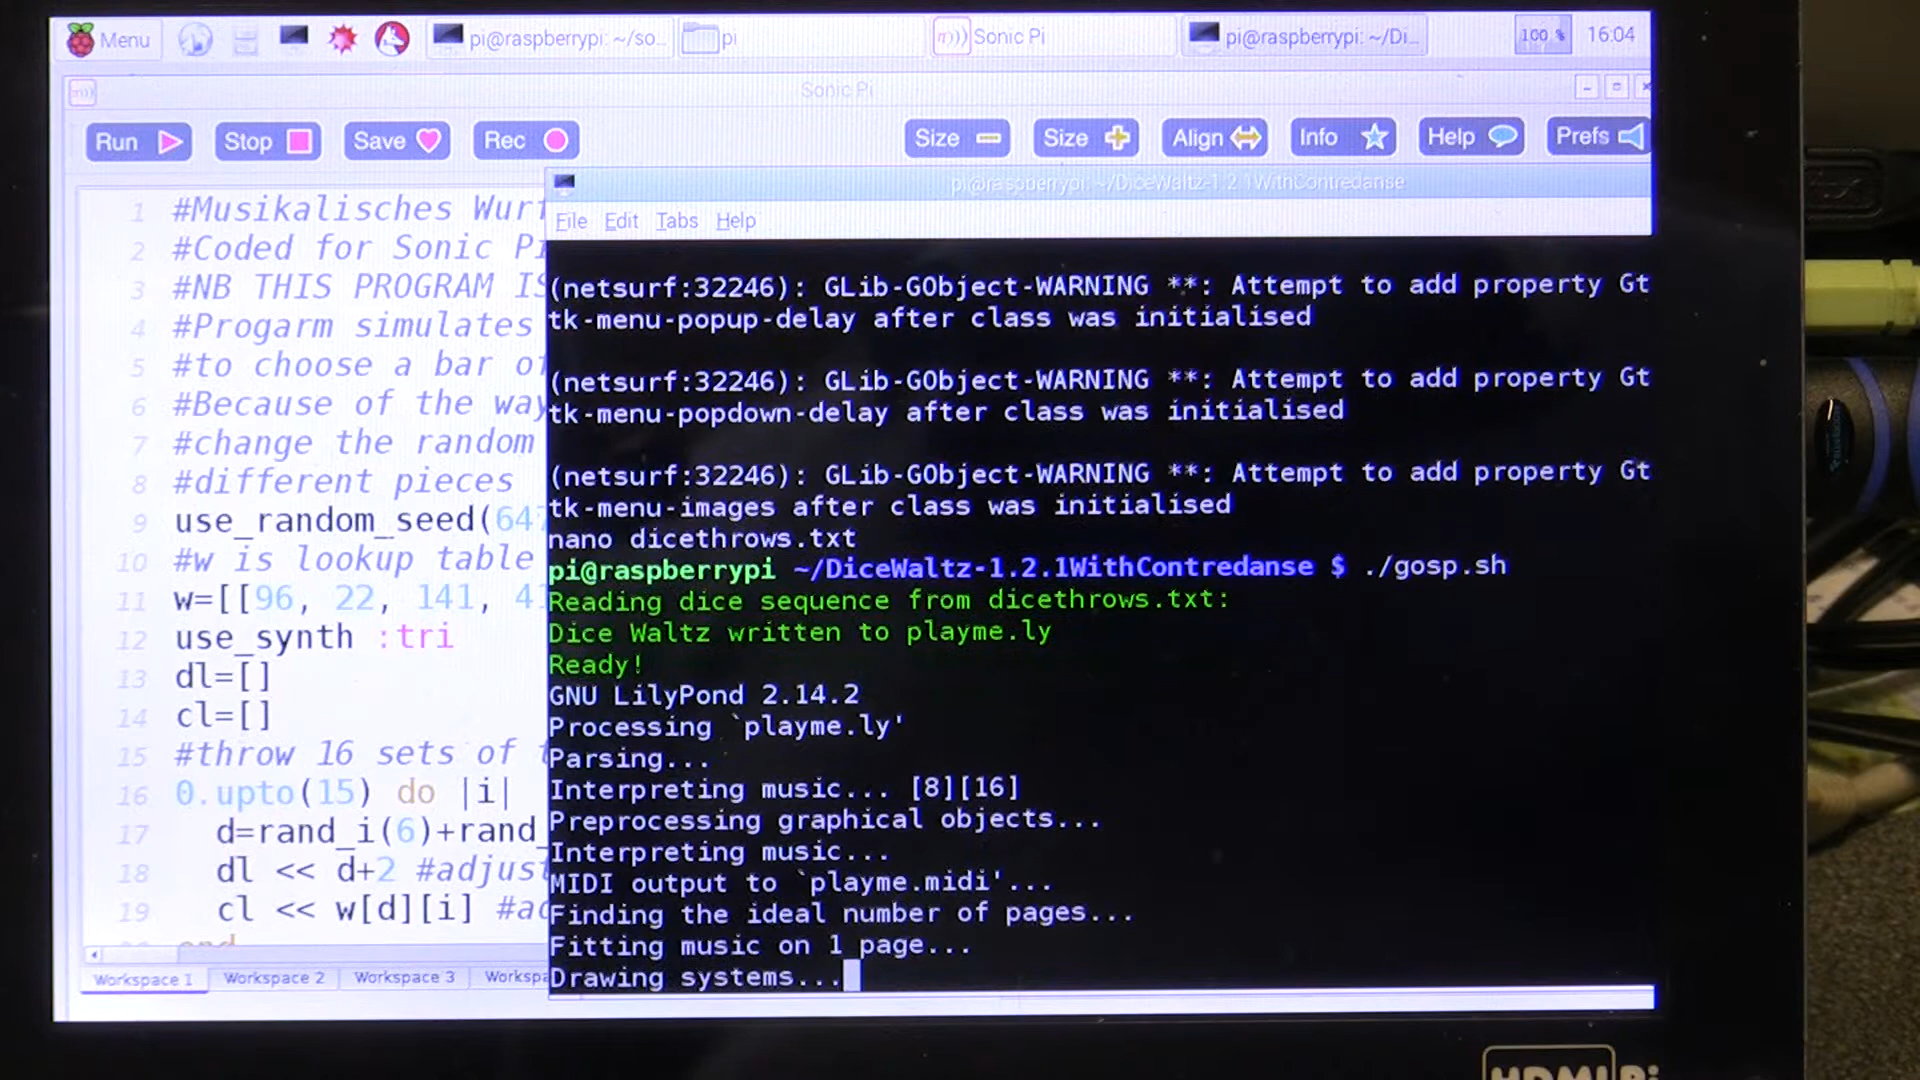 Menu
pi@raspberrypi: ~/so...
pi
Sonic Pi
pi@raspberrypi: ~/Di...
100 %
16:04
Sonic Pi
Run
Stop
Save
Rec
Size
Size
Align
Info
Help
Prefs
1 #Musikalisches Wurf
2 #Coded for Sonic Pi
3 #NB THIS PROGRAM IS
4 #Progarm simulates
5 #to choose a bar of
6 #Because of the way
7 #change the random
8 #different pieces
9 use_random_seed(647
10 #w is lookup table
11 w=[[96, 22, 141, 41
12 use_synth :tri
13 dl=[]
14 cl=[]
15 #throw 16 sets of t
16 0.upto(15) do |i|
17 d=rand_i(6)+rand_
18 dl << d+2 #adjust
19 cl << w[d][i] #ad
end
Workspace 1
Workspace 2
Workspace 3
Worksp
pi@raspberrypi: ~/DiceWaltz-1.2.1WithContredanse
File Edit Tabs Help
(netsurf:32246): GLib-GObject-WARNING **: Attempt to add property Gt
tk-menu-popup-delay after class was initialised
(netsurf:32246): GLib-GObject-WARNING **: Attempt to add property Gt
tk-menu-popdown-delay after class was initialised
(netsurf:32246): GLib-GObject-WARNING **: Attempt to add property Gt
tk-menu-images after class was initialised
nano dicethrows.txt
pi@raspberrypi ~/DiceWaltz-1.2.1WithContredanse $ ./gosp.sh
Reading dice sequence from dicethrows.txt:
Dice Waltz written to playme.ly
Ready!
GNU LilyPond 2.14.2
Processing `playme.ly'
Parsing...
Interpreting music... [8][16]
Preprocessing graphical objects...
Interpreting music...
MIDI output to `playme.midi'...
Finding the ideal number of pages...
Fitting music on 1 page...
Drawing systems...
HDMI Pi